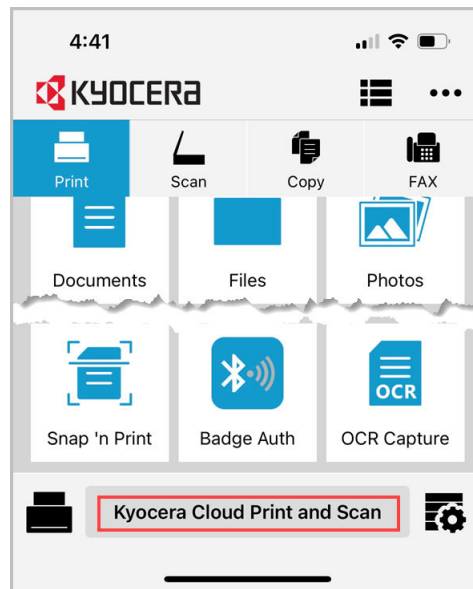 4:41
KYOCERA
Print Scan Copy FAX
Documents Files Photos
OCR
Snap 'n Print Badge Auth OCR Capture
Kyocera Cloud Print and Scan